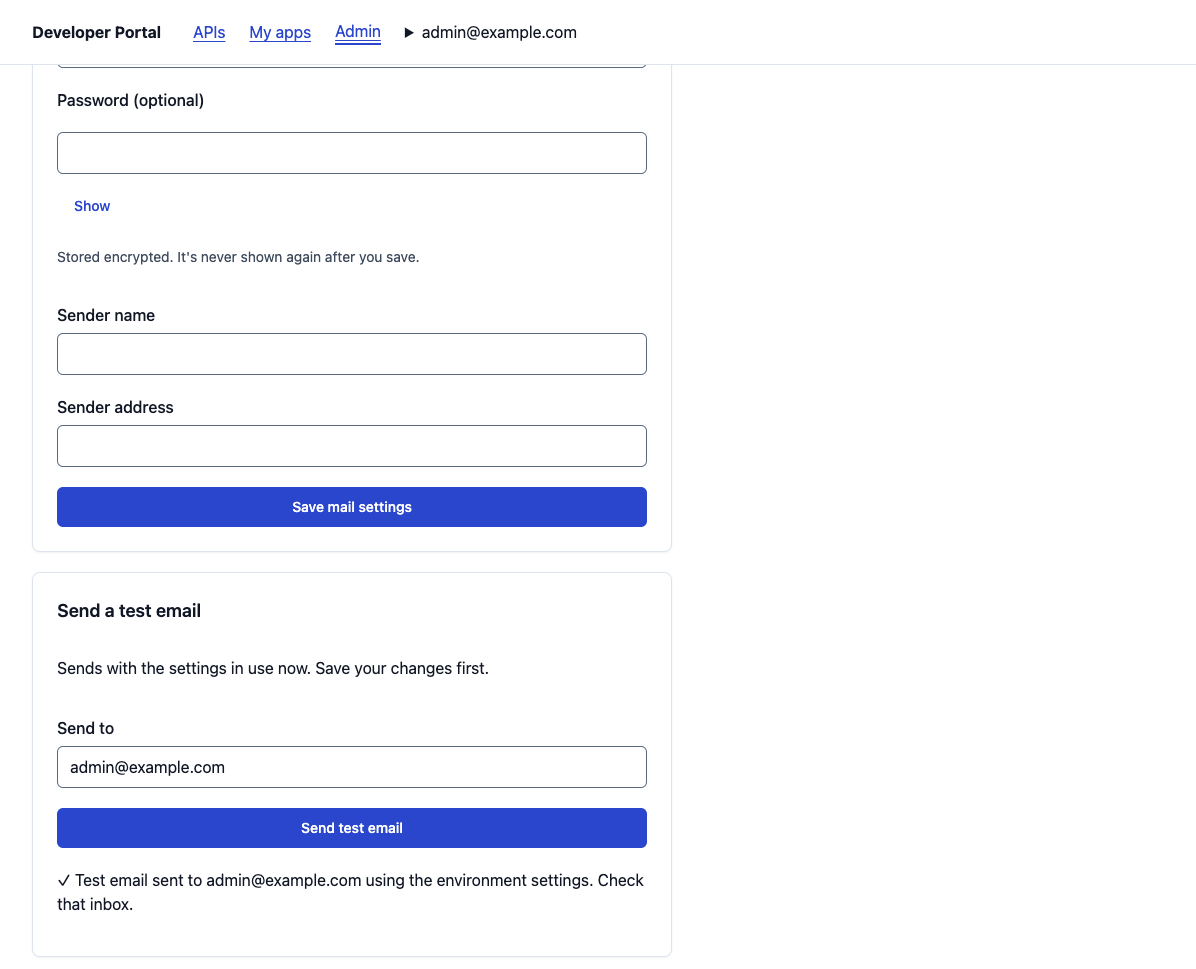 Developer Portal APIs My apps Admin ▶ admin@example.com
Password (optional)
Show
Stored encrypted. It's never shown again after you save.
Sender name
Sender address
Save mail settings
Send a test email
Sends with the settings in use now. Save your changes first.
Send to
admin@example.com
Send test email
✓ Test email sent to admin@example.com using the environment settings. Check
that inbox.